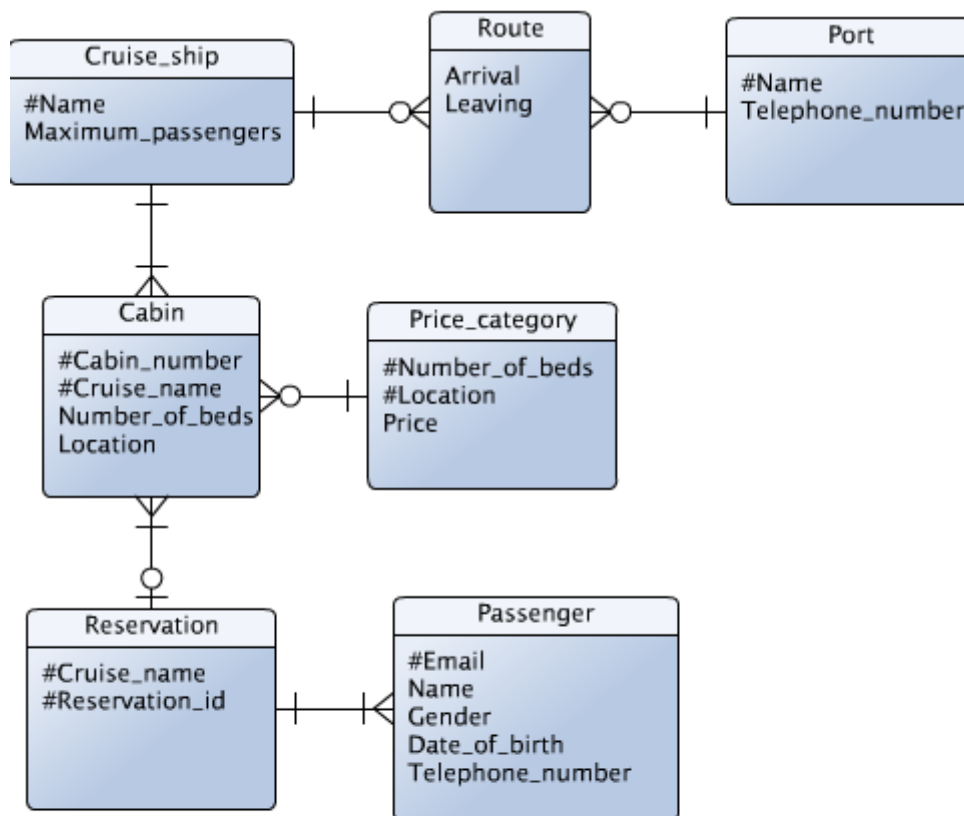 Cruise_ship
#Name
Maximum_passengers
Route
Arrival
Leaving
Port
#Name
Telephone_number
Cabin
#Cabin_number
#Cruise_name
Number_of_beds
Location
Price_category
#Number_of_beds
#Location
Price
Reservation
#Cruise_name
#Reservation_id
Passenger
#Email
Name
Gender
Date_of_birth
Telephone_number